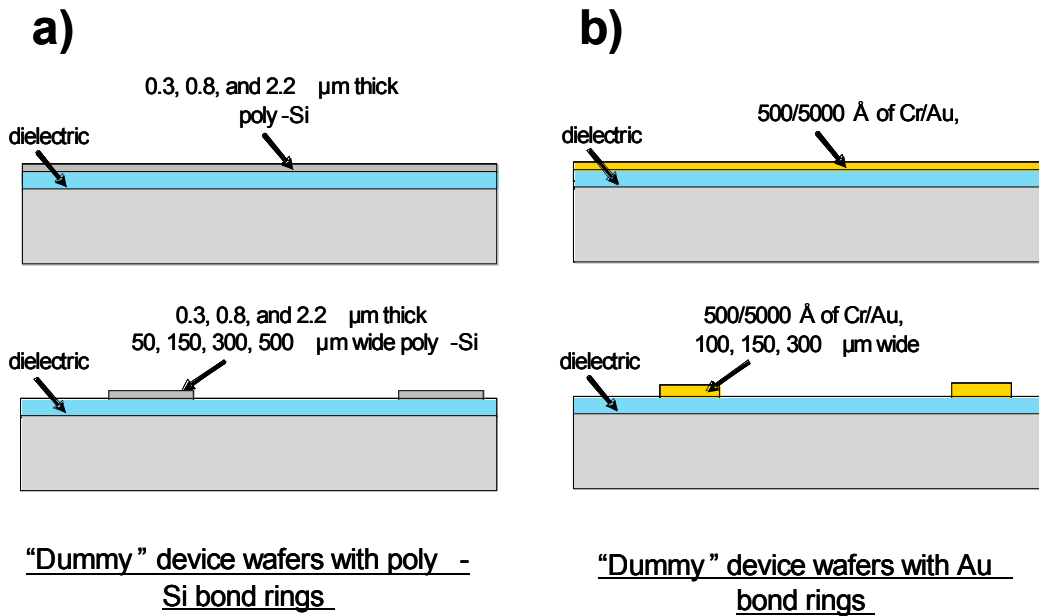 a)
0.3, 0.8, and 2.2 µm thick
poly -Si
dielectric
0.3, 0.8, and 2.2 µm thick
50, 150, 300, 500 µm wide poly -Si
dielectric
"Dummy" device wafers with poly -
Si bond rings
b)
500/5000 Å of Cr/Au,
dielectric
500/5000 Å of Cr/Au,
100, 150, 300 µm wide
dielectric
"Dummy" device wafers with Au
bond rings